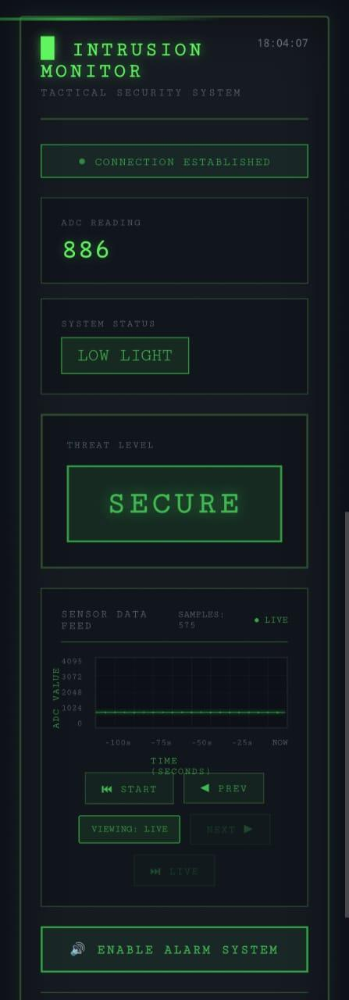 INTRUSION
MONITOR
18:04:07
TACTICAL SECURITY SYSTEM
● CONNECTION ESTABLISHED
ADC READING
886
SYSTEM STATUS
LOW LIGHT
THREAT LEVEL
SECURE
SENSOR DATA
FEED
SAMPLES:
575
● LIVE
ADC VALUE
4095
3072
2048
1024
0
-100s
-75s
-50s
-25s
NOW
TIME
(SECONDS)
⏮ START
◀ PREV
VIEWING: LIVE
NEXT ▶
⏭ LIVE
🔊 ENABLE ALARM SYSTEM